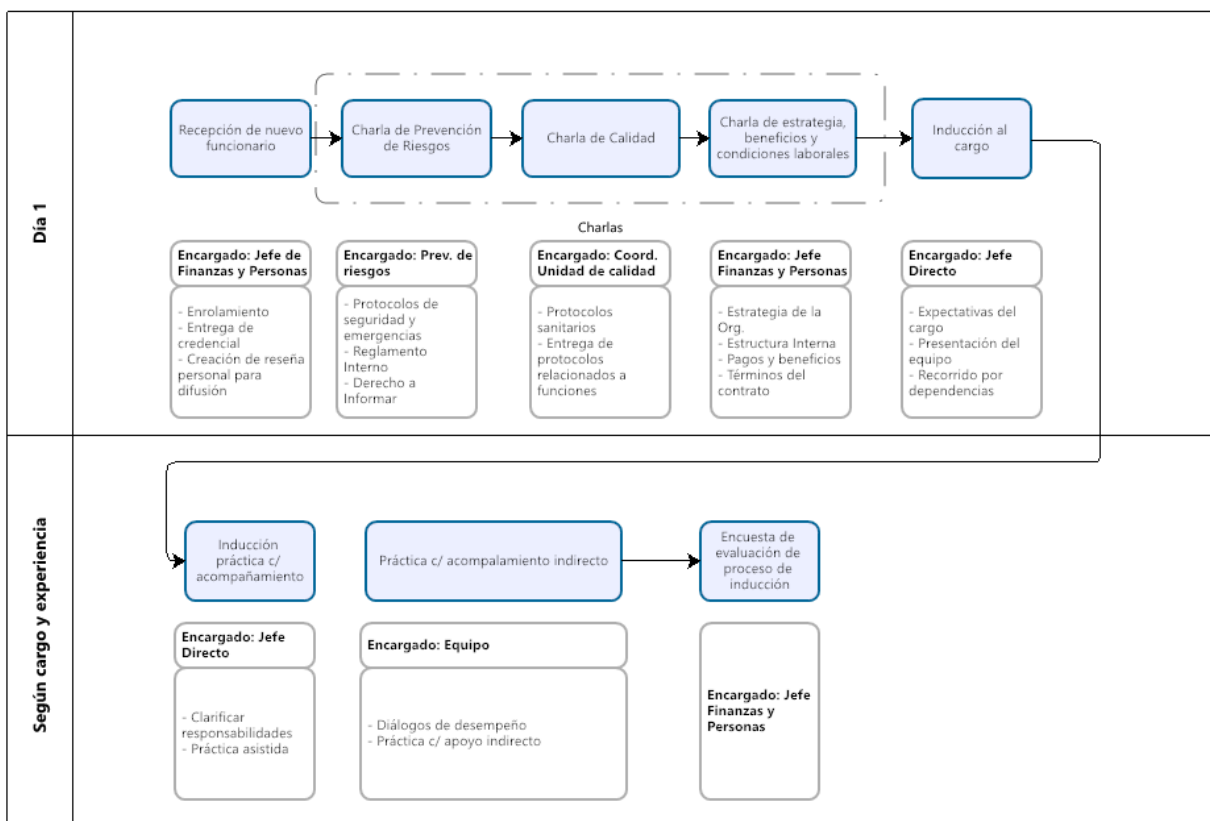 Día 1
Recepción de nuevo
funcionario
Charla de Prevención
de Riesgos
Charla de Calidad
Charla de estrategia,
beneficios y
condiciones laborales
Inducción al
cargo
Charlas
Encargado: Jefe de
Finanzas y Personas
- Enrolamiento
- Entrega de
credencial
- Creación de reseña
personal para
difusión
Encargado: Prev. de
riesgos
- Protocolos de
seguridad y
emergencias
- Reglamento
Interno
- Derecho a
Informar
Encargado: Coord.
Unidad de calidad
- Protocolos
sanitarios
- Entrega de
protocolos
relacionados a
funciones
Encargado: Jefe
Finanzas y Personas
- Estrategia de la
Org.
- Estructura Interna
- Pagos y beneficios
- Términos del
contrato
Encargado: Jefe
Directo
- Expectativas del
cargo
- Presentación del
equipo
- Recorrido por
dependencias
Según cargo y experiencia
Inducción
práctica c/
acompañamiento
Práctica c/ acompalamiento indirecto
Encuesta de
evaluación de
proceso de
inducción
Encargado: Jefe
Directo
- Clarificar
responsabilidades
- Práctica asistida
Encargado: Equipo
- Diálogos de desempeño
- Práctica c/ apoyo indirecto
Encargado: Jefe
Finanzas y
Personas